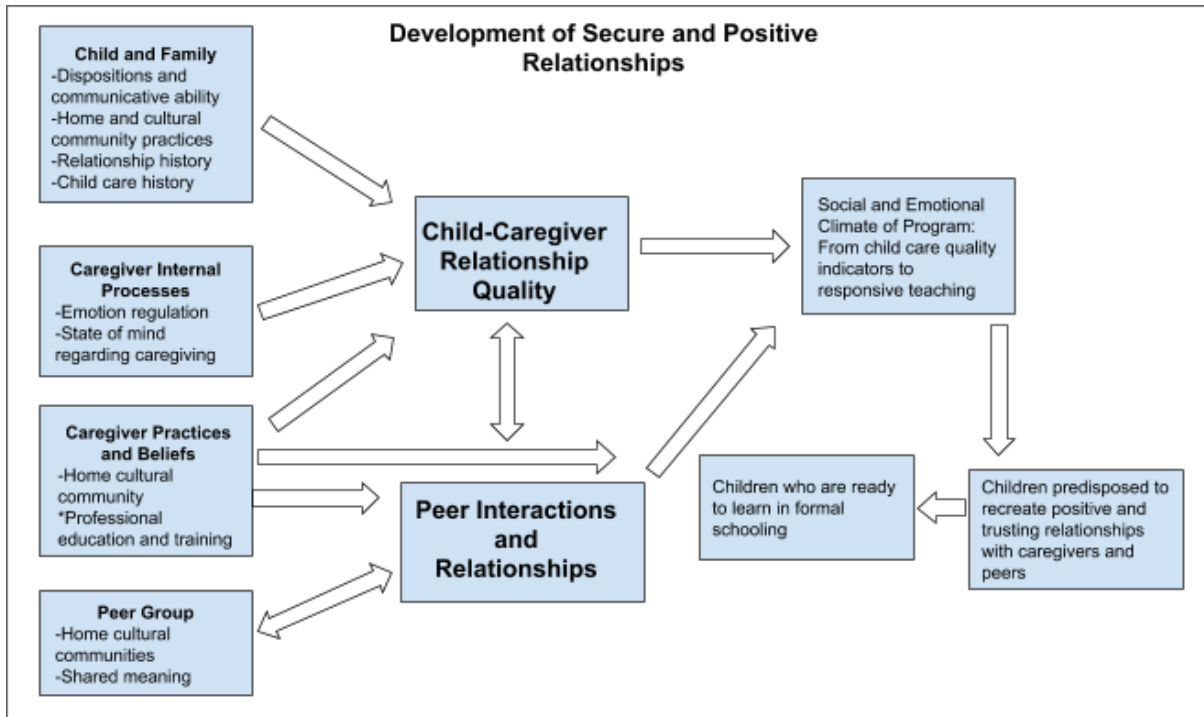 Development of Secure and Positive
Relationships
Child and Family
-Dispositions and
communicative ability
-Home and cultural
community practices
-Relationship history
-Child care history
Caregiver Internal
Processes
-Emotion regulation
-State of mind
regarding caregiving
Caregiver Practices
and Beliefs
-Home cultural
community
*Professional
education and training
Peer Group
-Home cultural
communities
-Shared meaning
Child-Caregiver
Relationship
Quality
Peer Interactions
and
Relationships
Social and Emotional
Climate of Program:
From child care quality
indicators to
responsive teaching
Children who are ready
to learn in formal
schooling
Children predisposed to
recreate positive and
trusting relationships
with caregivers and
peers